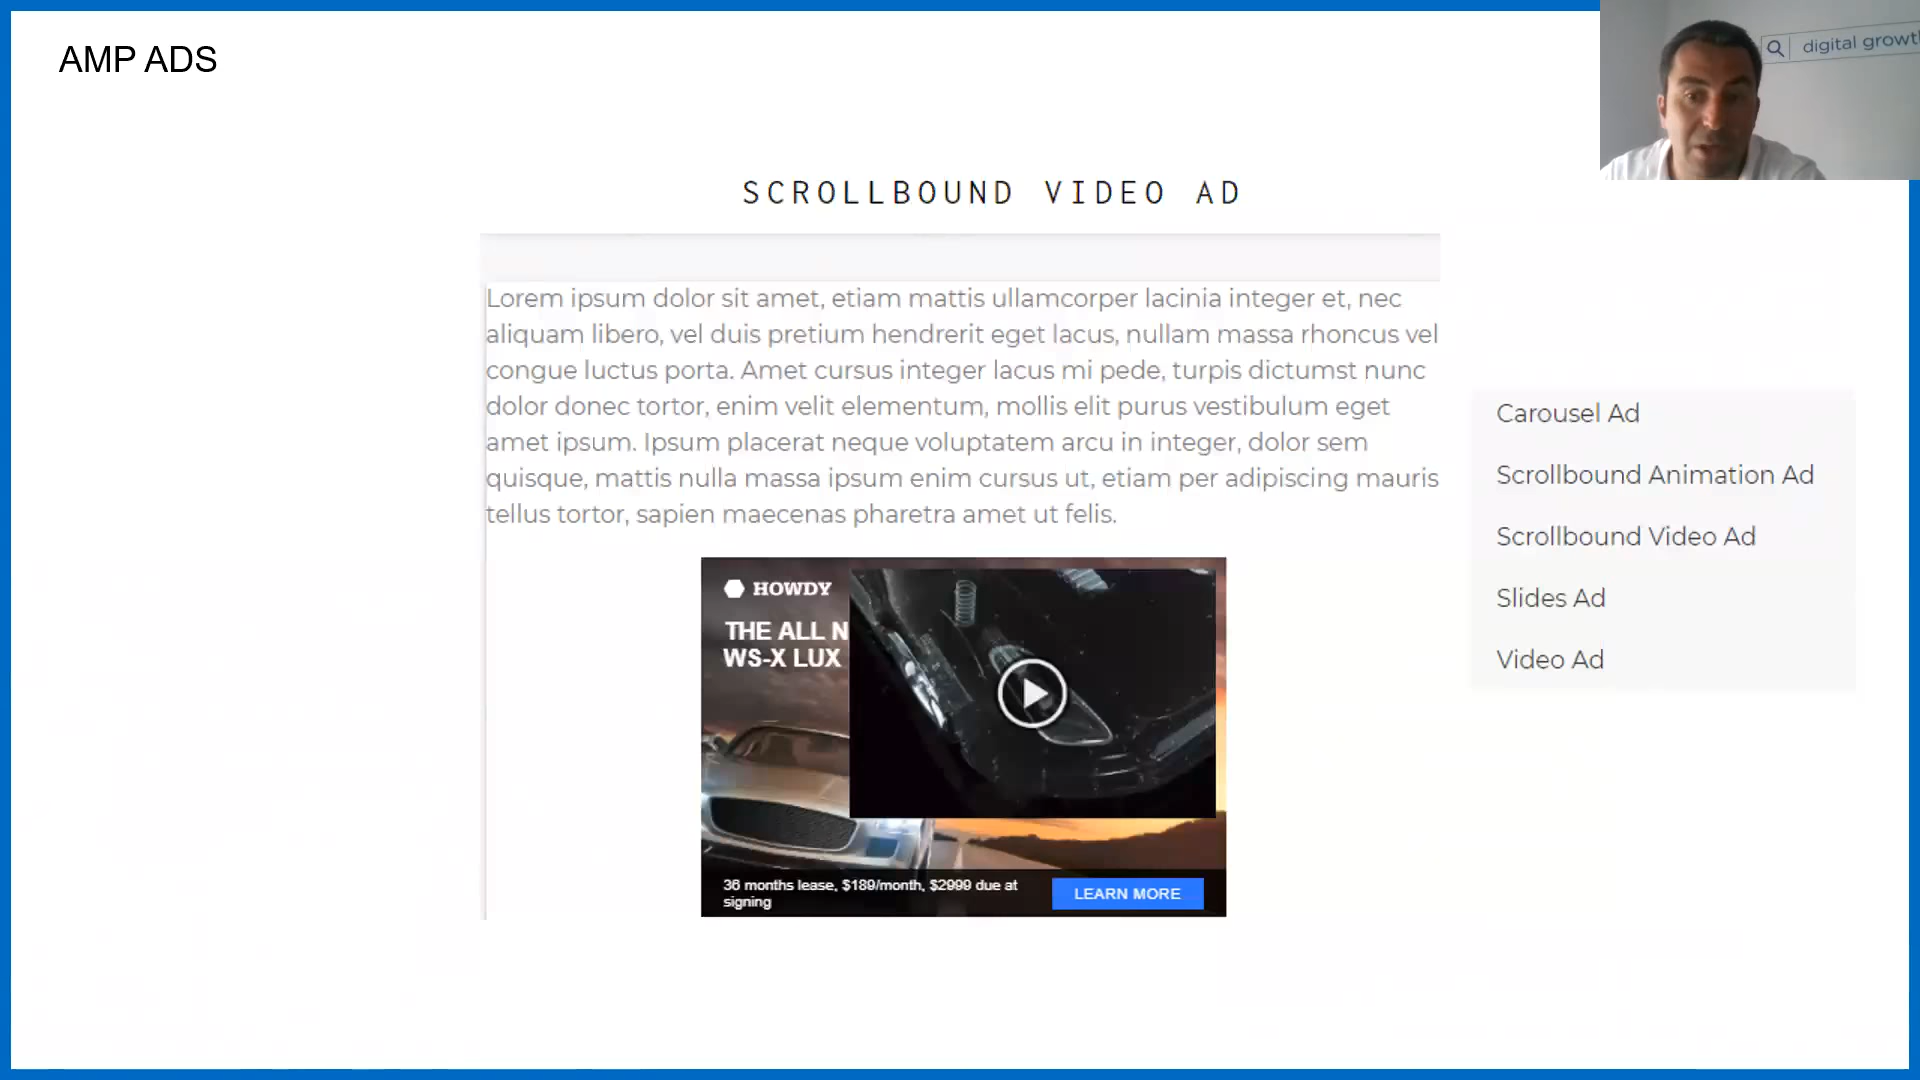 AMP ADS
digital growt
SCROLLBOUND VIDEO AD
Lorem ipsum dolor sit amet, etiam mattis ullamcorper lacinia integer et, nec
aliquam libero, vel duis pretium hendrerit eget lacus, nullam massa rhoncus vel
congue luctus porta. Amet cursus integer lacus mi pede, turpis dictumst nunc
dolor donec tortor, enim velit elementum, mollis elit purus vestibulum eget
amet ipsum. Ipsum placerat neque voluptatem arcu in integer, dolor sem
quisque, mattis nulla massa ipsum enim cursus ut, etiam per adipiscing mauris
tellus tortor, sapien maecenas pharetra amet ut felis.
HOWDY
THE ALL N
WS-X LUX
36 months lease, $189/month, $2999 due at
signing
LEARN MORE
Carousel Ad
Scrollbound Animation Ad
Scrollbound Video Ad
Slides Ad
Video Ad